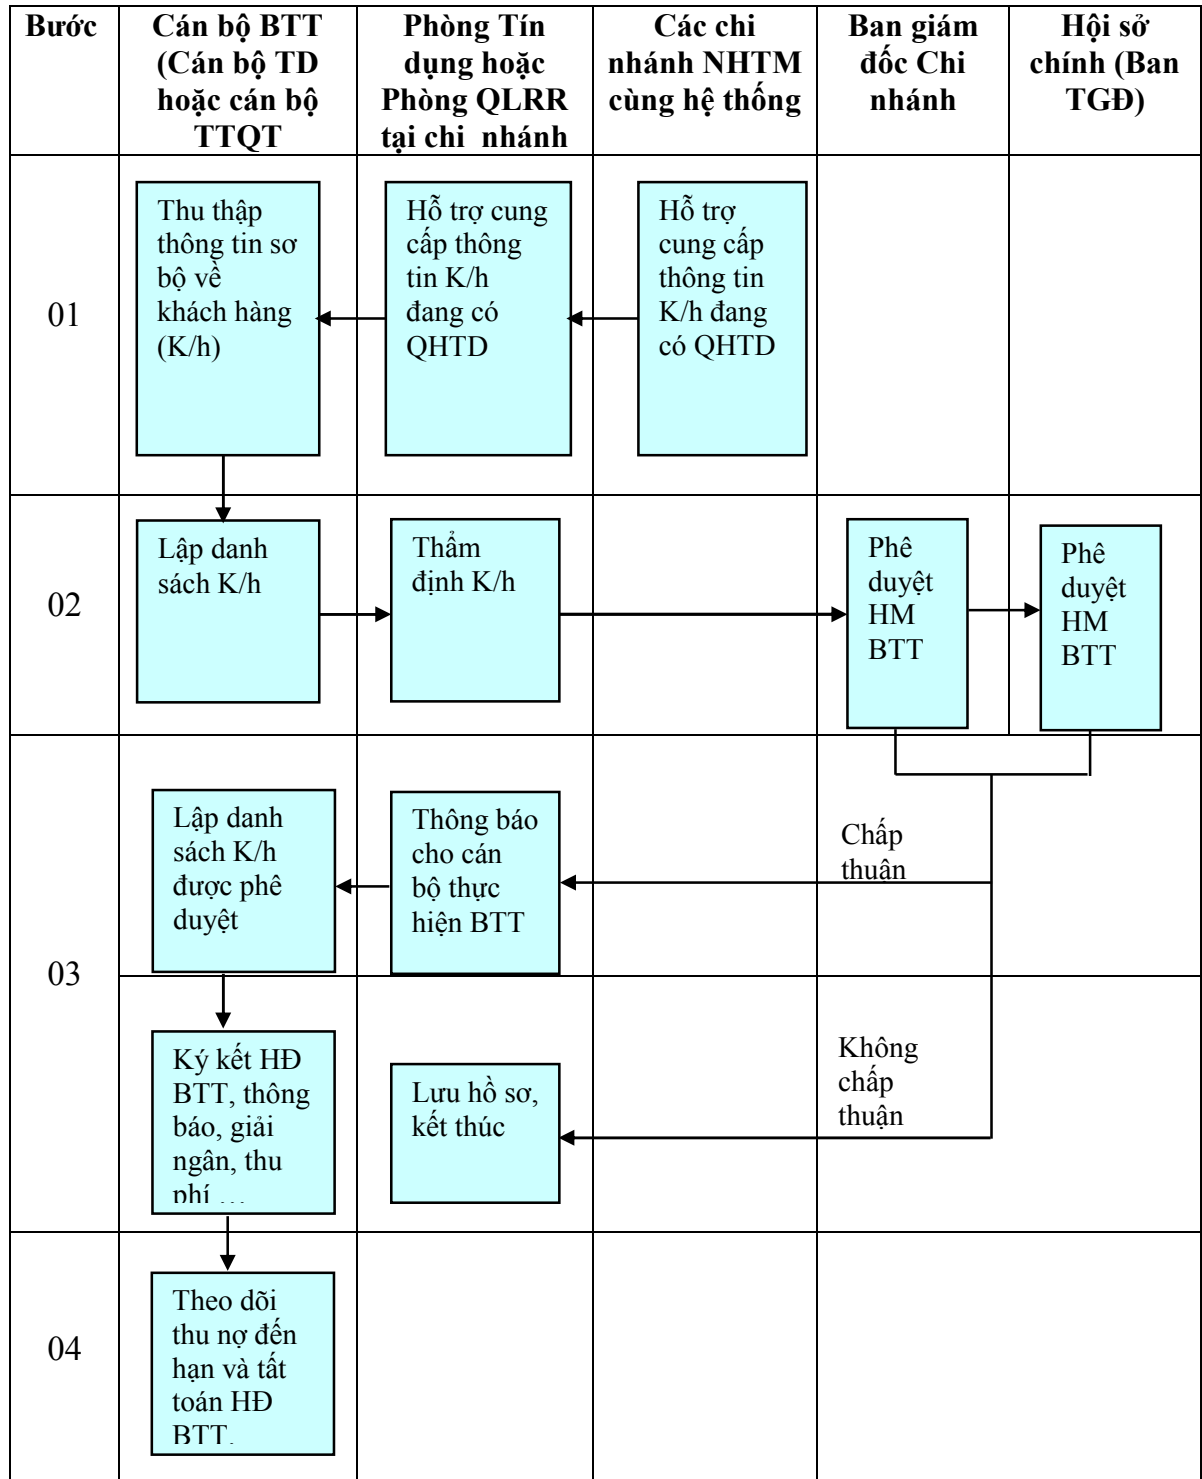 Bước
Cán bộ BTT
(Cán bộ TD
hoặc cán bộ
TTQT
Phòng Tín
dụng hoặc
Phòng QLRR
tại chi nhánh
Các chi
nhánh NHTM
cùng hệ thống
Ban giám
đốc Chi
nhánh
Hội sở
chính (Ban
TGĐ)
01
Thu thập
thông tin sơ
bộ về
khách hàng
(K/h)
Hỗ trợ cung
cấp thông
tin K/h
đang có
QHTD
Hỗ trợ
cung cấp
thông tin
K/h đang
có QHTD
02
Lập danh
sách K/h
Thẩm
định K/h
Phê
duyệt
HM
BTT
Phê
duyệt
HM
BTT
03
Lập danh
sách K/h
được phê
duyệt
Thông báo
cho cán
bộ thực
hiện BTT
Chấp
thuân
Ký kết HĐ
BTT, thông
báo, giải
ngân, thu
phí …
Lưu hồ sơ,
kết thúc
Không
chấp
thuận
04
Theo dõi
thu nợ đến
hạn và tất
toán HĐ
BTT.